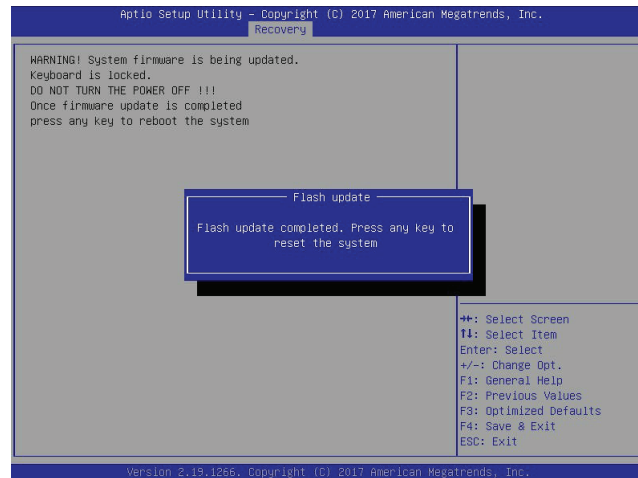 Aptio Setup Utility – Copyright (C) 2017 American Megatrends, Inc.
Recovery
WARNING! System firmware is being updated.
Keyboard is locked.
DO NOT TURN THE POWER OFF !!!
Once firmware update is completed
press any key to reboot the system
Flash update
Flash update completed. Press any key to
reset the system
→←: Select Screen
↑↓: Select Item
Enter: Select
+/-: Change Opt.
F1: General Help
F2: Previous Values
F3: Optimized Defaults
F4: Save & Exit
ESC: Exit
Version 2.19.1266. Copyright (C) 2017 American Megatrends, Inc.